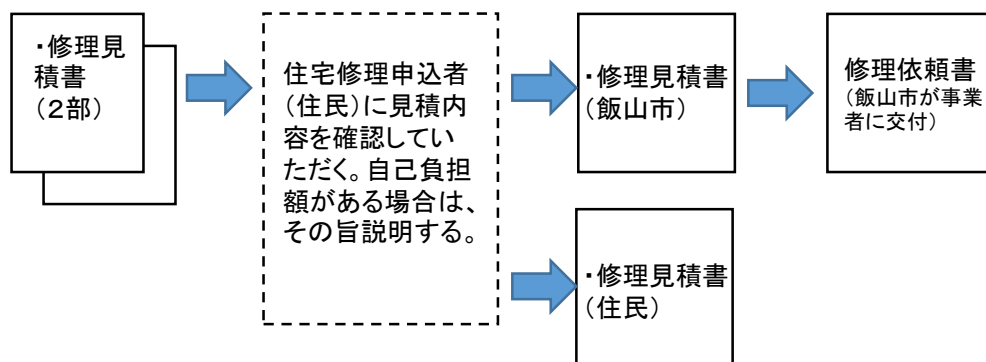 ・修理見
積書
（２部）
住宅修理申込者
（住民）に見積内
容を確認してい
ただく。自己負担
額がある場合は、
その旨説明する。
・修理見積書
（飯山市）
修理依頼書
（飯山市が事業
者に交付）
・修理見積書
（住民）